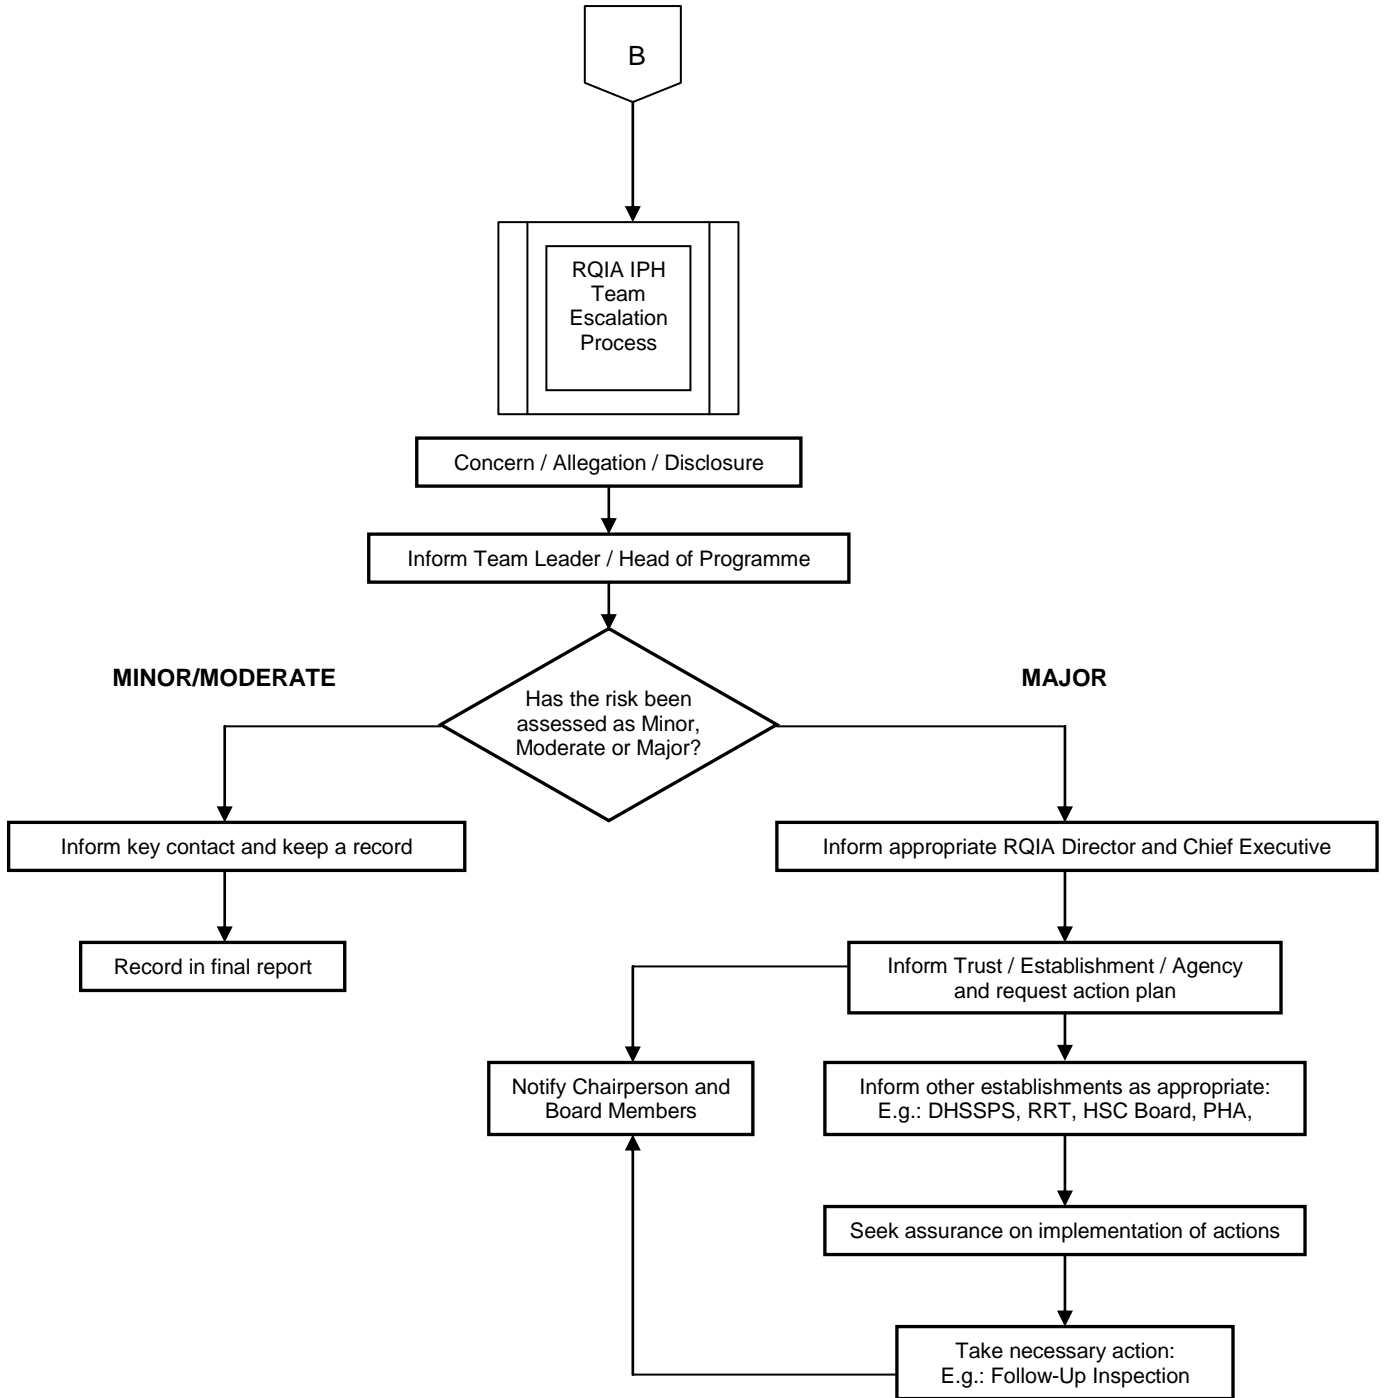 B
RQIA IPH
Team
Escalation
Process
Concern / Allegation / Disclosure
Inform Team Leader / Head of Programme
MINOR/MODERATE
MAJOR
Has the risk been
assessed as Minor,
Moderate or Major?
Inform key contact and keep a record
Inform appropriate RQIA Director and Chief Executive
Record in final report
Inform Trust / Establishment / Agency
and request action plan
Notify Chairperson and
Board Members
Inform other establishments as appropriate:
E.g.: DHSSPS, RRT, HSC Board, PHA,
Seek assurance on implementation of actions
Take necessary action:
E.g.: Follow-Up Inspection